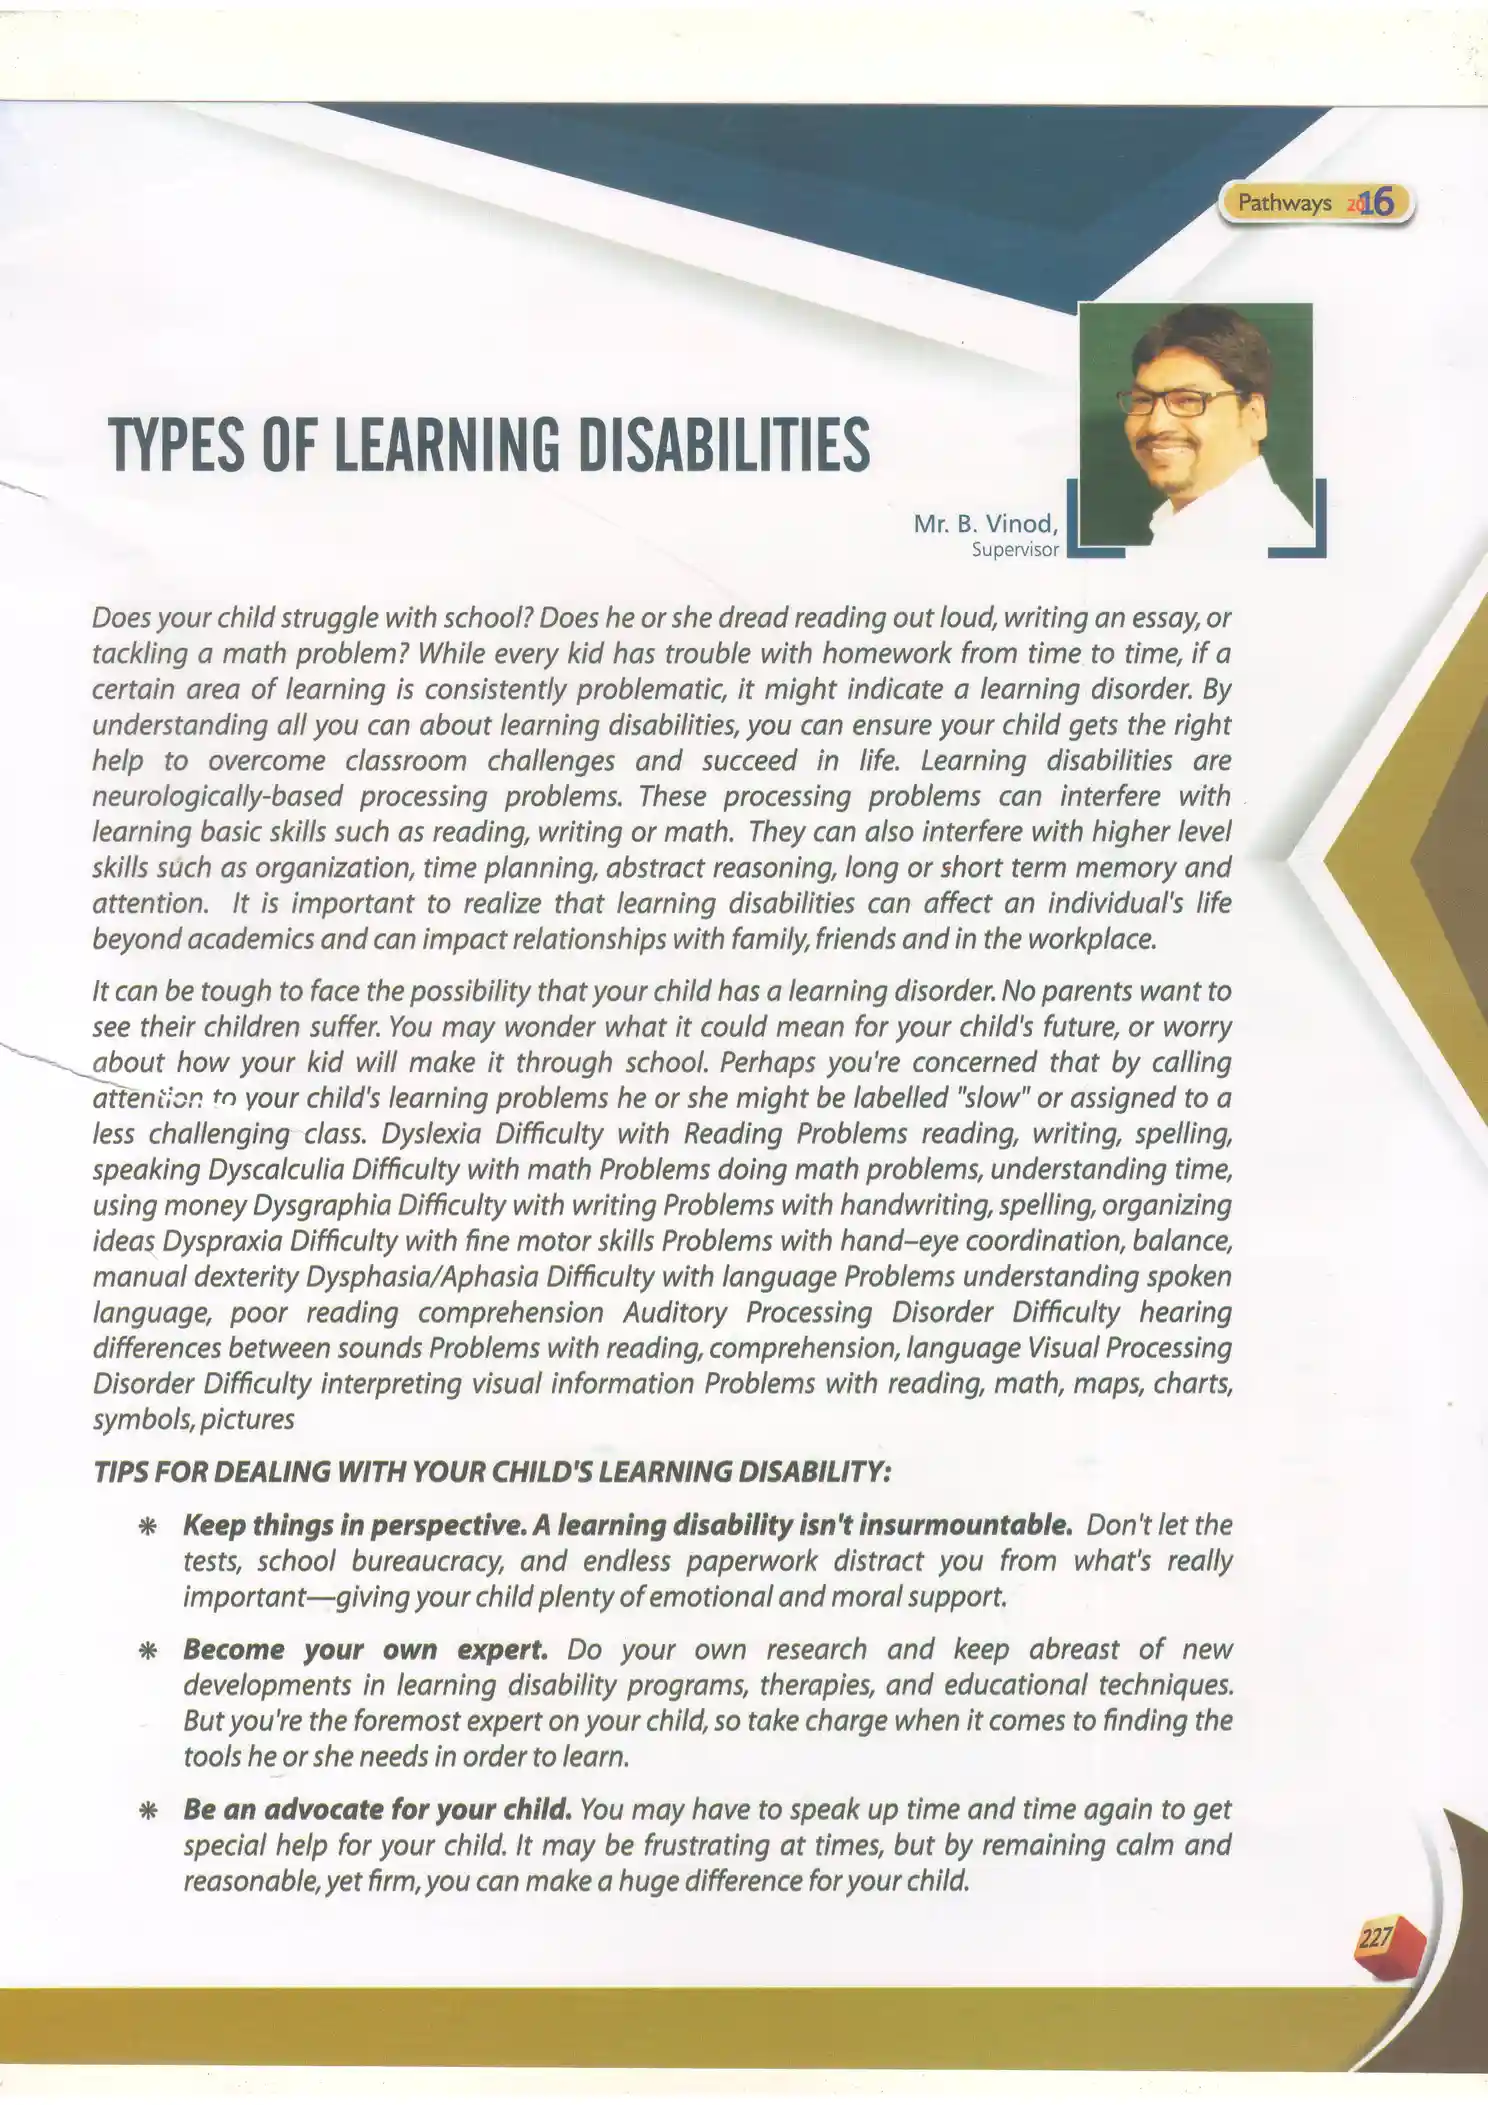 Pathways 2016
TYPES OF LEARNING DISABILITIES
Mr. B. Vinod,
Supervisor
Does your child struggle with school? Does he or she dread reading out loud, writing an essay, or
tackling a math problem? While every kid has trouble with homework from time to time, if a
certain area of learning is consistently problematic, it might indicate a learning disorder. By
understanding all you can about learning disabilities, you can ensure your child gets the right
help to overcome classroom challenges and succeed in life. Learning disabilities are
neurologically-based processing problems. These processing problems can interfere with
learning basic skills such as reading, writing or math. They can also interfere with higher level
skills such as organization, time planning, abstract reasoning, long or short term memory and
attention. It is important to realize that learning disabilities can affect an individual's life
beyond academics and can impact relationships with family, friends and in the workplace.
It can be tough to face the possibility that your child has a learning disorder. No parents want to
see their children suffer. You may wonder what it could mean for your child's future, or worry
about how your kid will make it through school. Perhaps you're concerned that by calling
attention to your child's learning problems he or she might be labelled "slow" or assigned to a
less challenging class. Dyslexia Difficulty with Reading Problems reading, writing, spelling,
speaking Dyscalculia Difficulty with math Problems doing math problems, understanding time,
using money Dysgraphia Difficulty with writing Problems with handwriting, spelling, organizing
ideas Dyspraxia Difficulty with fine motor skills Problems with hand–eye coordination, balance,
manual dexterity Dysphasia/Aphasia Difficulty with language Problems understanding spoken
language, poor reading comprehension Auditory Processing Disorder Difficulty hearing
differences between sounds Problems with reading, comprehension, language Visual Processing
Disorder Difficulty interpreting visual information Problems with reading, math, maps, charts,
symbols, pictures
TIPS FOR DEALING WITH YOUR CHILD'S LEARNING DISABILITY:
* Keep things in perspective. A learning disability isn't insurmountable. Don't let the
tests, school bureaucracy, and endless paperwork distract you from what's really
important—giving your child plenty of emotional and moral support.
* Become your own expert. Do your own research and keep abreast of new
developments in learning disability programs, therapies, and educational techniques.
But you're the foremost expert on your child, so take charge when it comes to finding the
tools he or she needs in order to learn.
* Be an advocate for your child. You may have to speak up time and time again to get
special help for your child. It may be frustrating at times, but by remaining calm and
reasonable, yet firm, you can make a huge difference for your child.
227